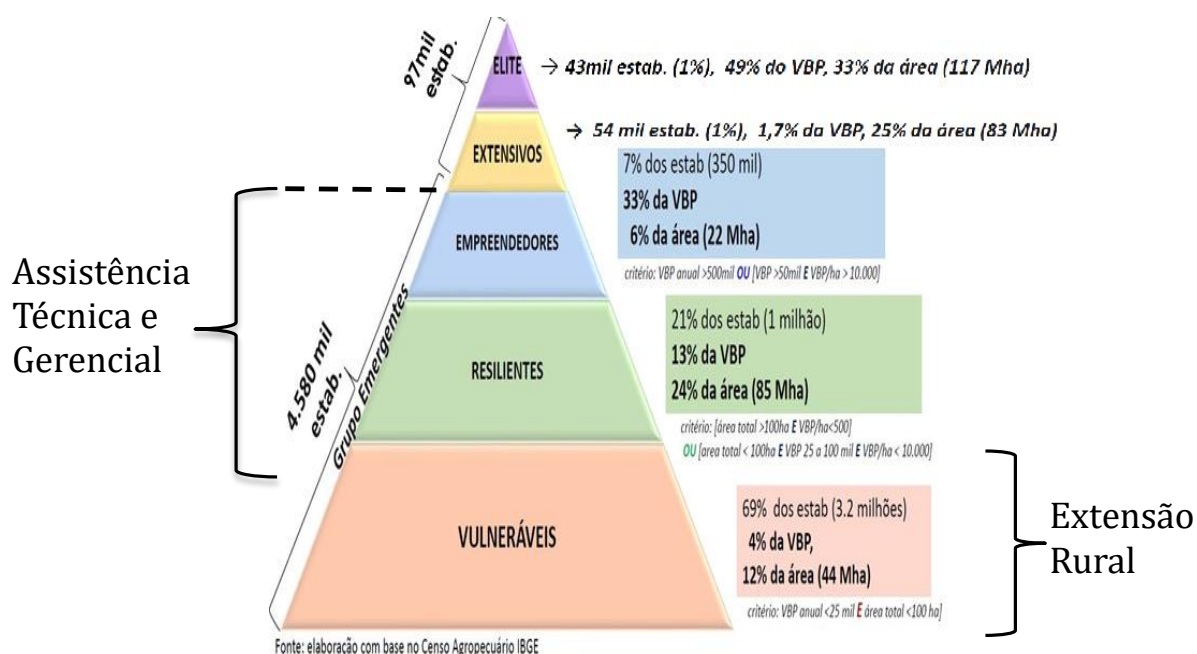 97mil
estab.
ELITE
→ 43mil estab. (1%), 49% do VBP, 33% da área (117 Mha)
EXTENSIVOS
→ 54 mil estab. (1%), 1,7% da VBP, 25% da área (83 Mha)
EMPREENDEDORES
7% dos estab (350 mil)
33% da VBP
6% da área (22 Mha)
critério: VBP anual >500mil OU [VBP >50mil E VBP/ha > 10.000]
Assistência
Técnica e
Gerencial
4.580 mil
estab.
Grupo Emergentes
RESILIENTES
21% dos estab (1 milhão)
13% da VBP
24% da área (85 Mha)
critério: [área total >100ha E VBP/ha<500]
OU [area total < 100ha E VBP 25 a 100 mil E VBP/ha < 10.000]
VULNERÁVEIS
69% dos estab (3.2 milhões)
4% da VBP,
12% da área (44 Mha)
critério: VBP anual <25 mil E área total <100 ha]
Extensão
Rural
Fonte: elaboração com base no Censo Agropecuário IBGE